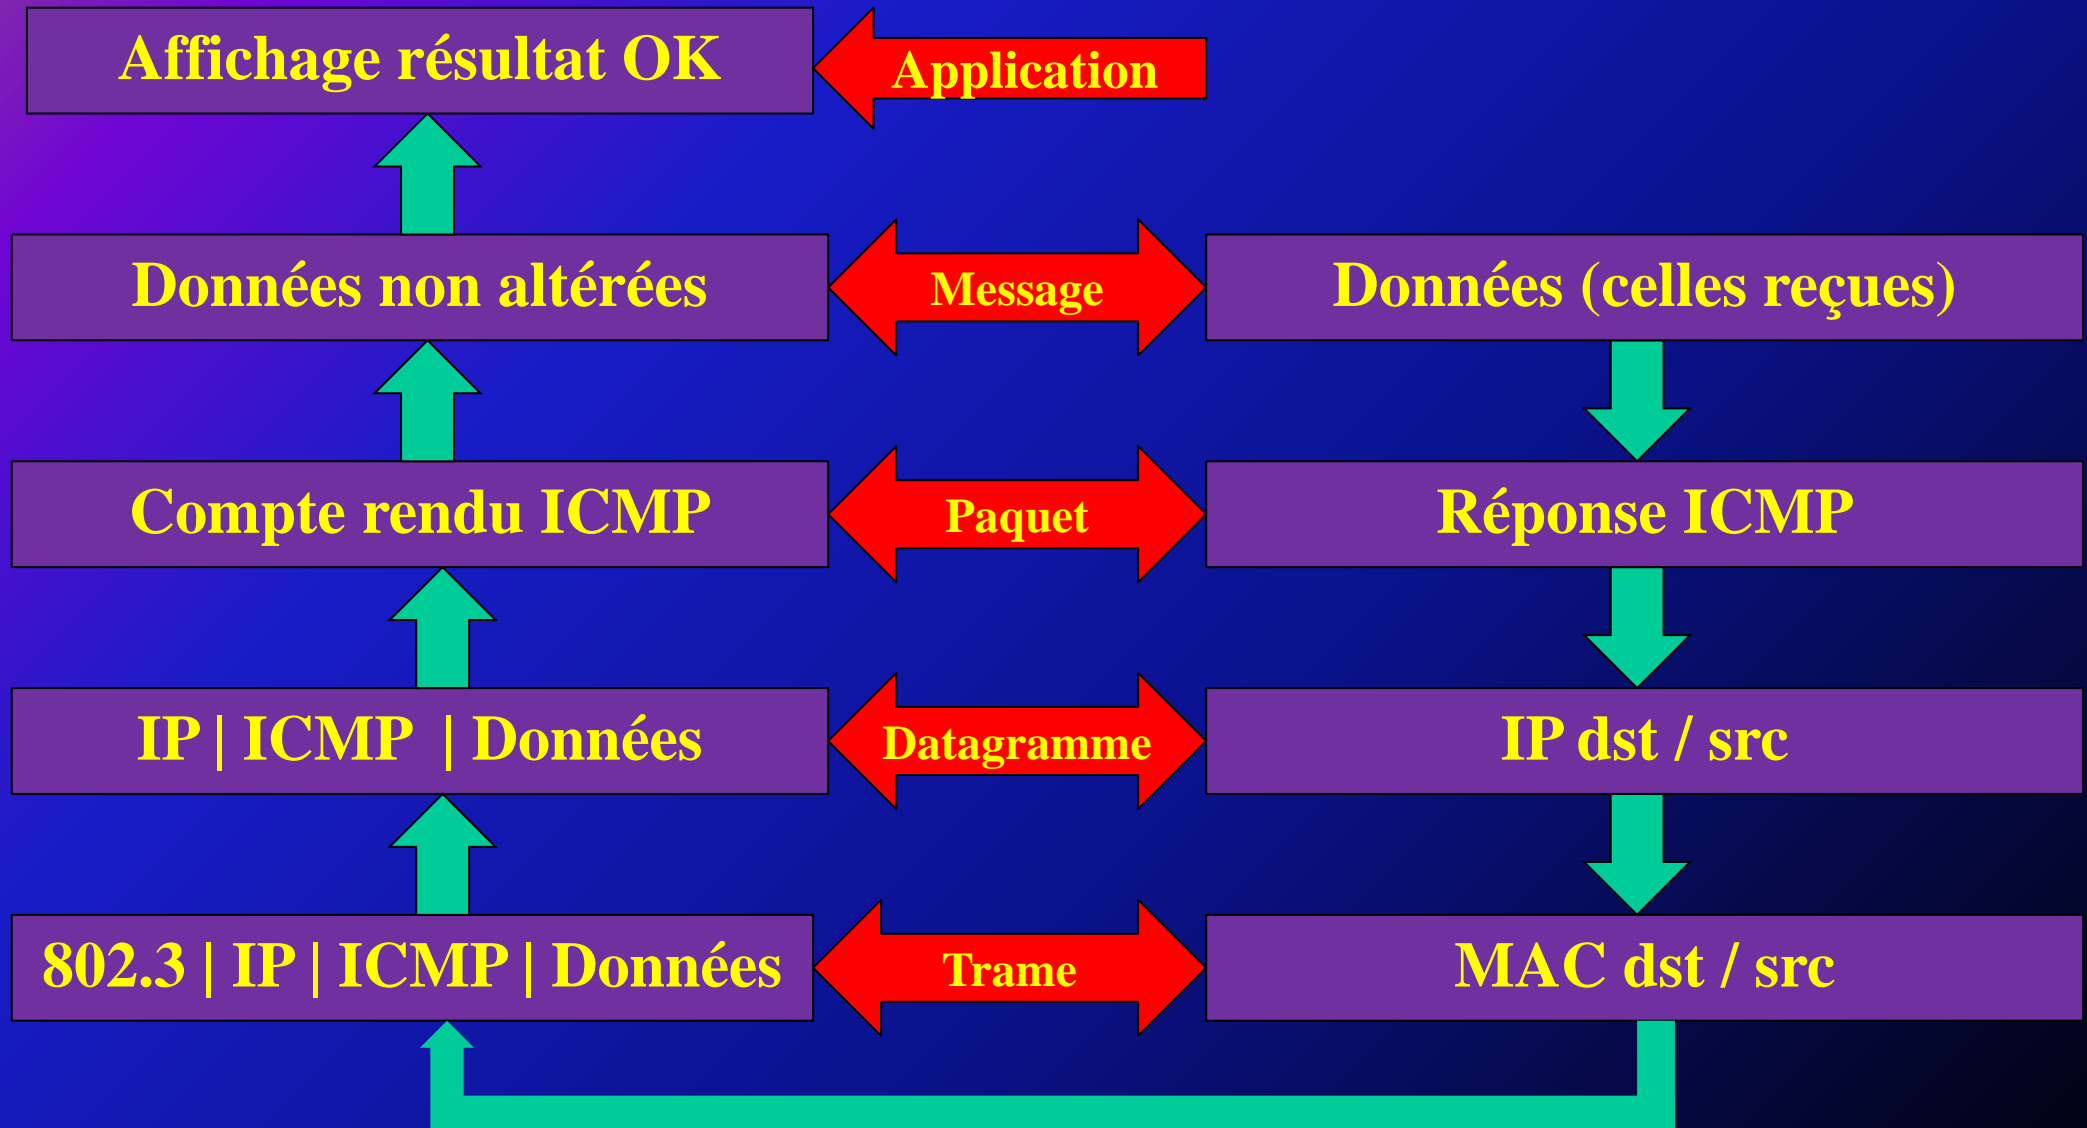 Affichage résultat OK
Application
Données non altérées
Message
Données (celles reçues)
Compte rendu ICMP
Paquet
Réponse ICMP
IP | ICMP | Données
Datagramme
IP dst / src
802.3 | IP | ICMP | Données
Trame
MAC dst / src